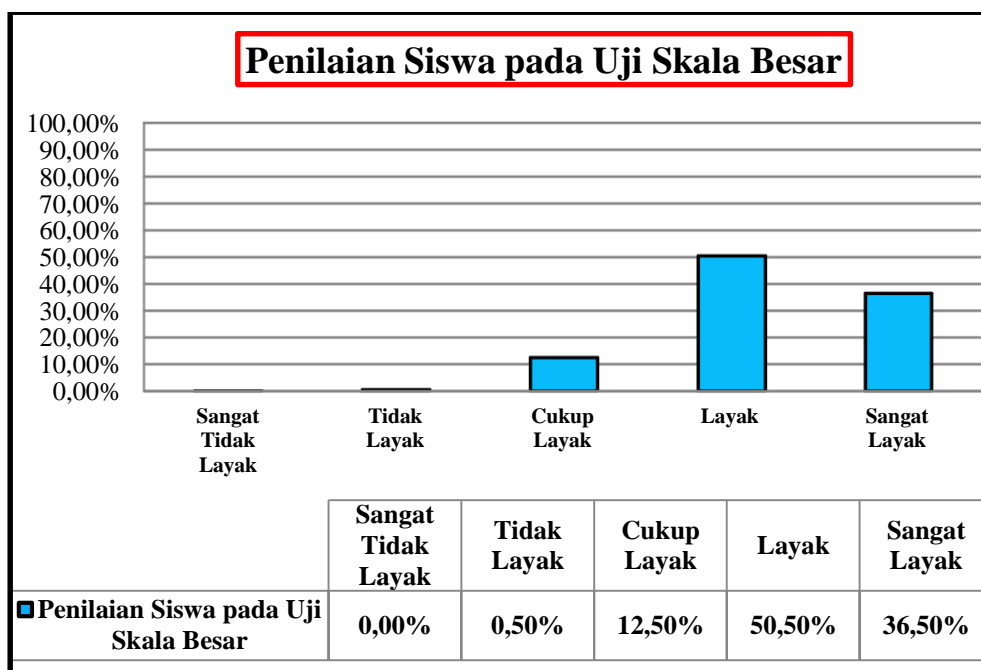 Penilaian Siswa pada Uji Skala Besar
100,00%
90,00%
80,00%
70,00%
60,00%
50,00%
40,00%
30,00%
20,00%
10,00%
0,00%
Sangat
Tidak
Layak
Tidak
Layak
Cukup
Layak
Layak
Sangat
Layak
Sangat
Tidak
Layak
Tidak
Layak
Cukup
Layak
Layak
Sangat
Layak
Penilaian Siswa pada Uji
Skala Besar
0,00%
0,50%
12,50%
50,50%
36,50%